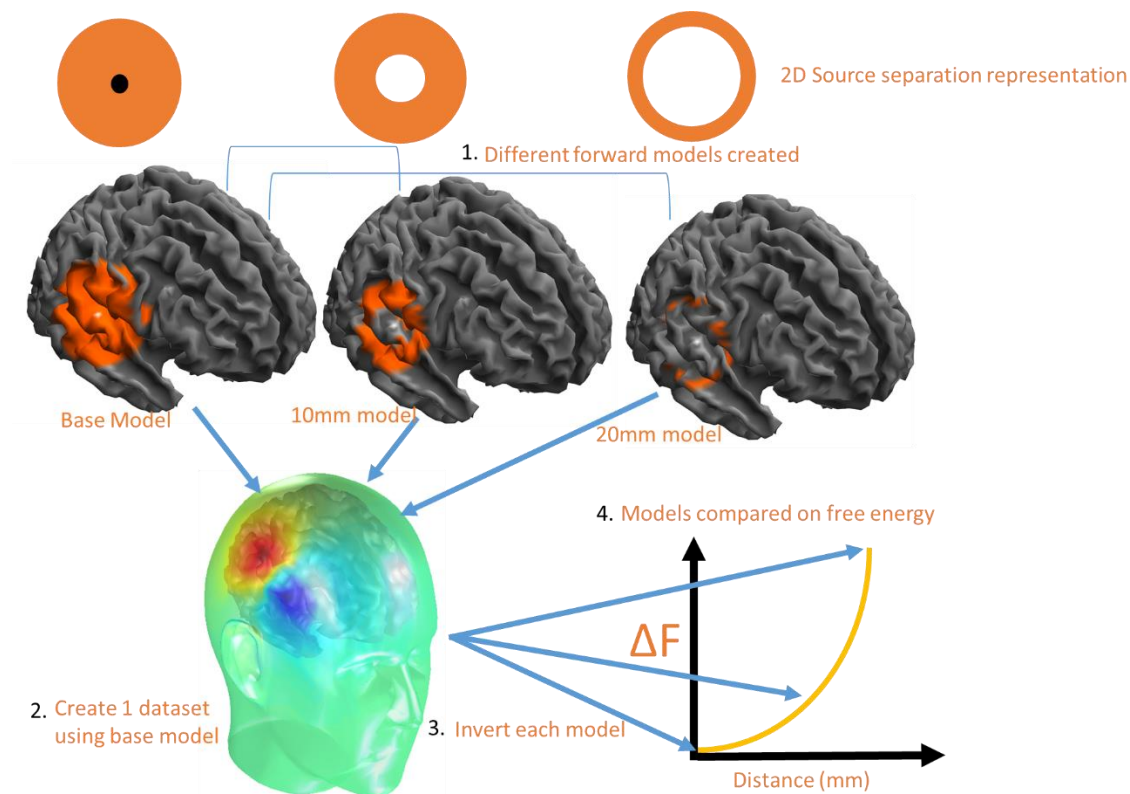 2D Source separation representation
1. Different forward models created
Base Model
10mm model
20mm model
2. Create 1 dataset
using base model
3. Invert each model
4. Models compared on free energy
ΔF
Distance (mm)